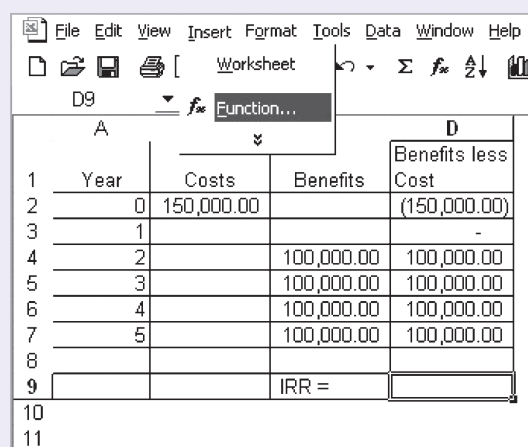 File Edit View Insert Format Tools Data Window Help
Worksheet
Σ fx A Z
D9 fx Function...
A D
1 Year Costs Benefits Benefits less Cost
2 0 150,000.00 (150,000.00)
3 1 -
4 2 100,000.00 100,000.00
5 3 100,000.00 100,000.00
6 4 100,000.00 100,000.00
7 5 100,000.00 100,000.00
8
9 IRR =
10
11